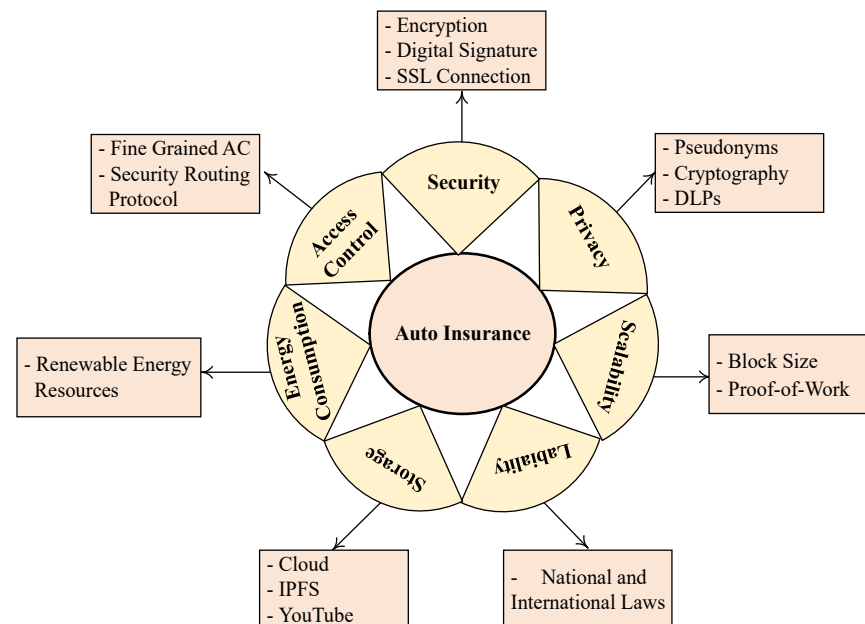 - Encryption
- Digital Signature
- SSL Connection
- Fine Grained AC
- Security Routing
Protocol
- Pseudonyms
- Cryptography
- DLPs
Security
Access
Control
Privacy
Auto Insurance
Energy
Consumption
Scalability
- Renewable Energy
Resources
- Block Size
- Proof-of-Work
Storage
Labiality
- Cloud
- IPFS
- YouTube
- National and
International Laws